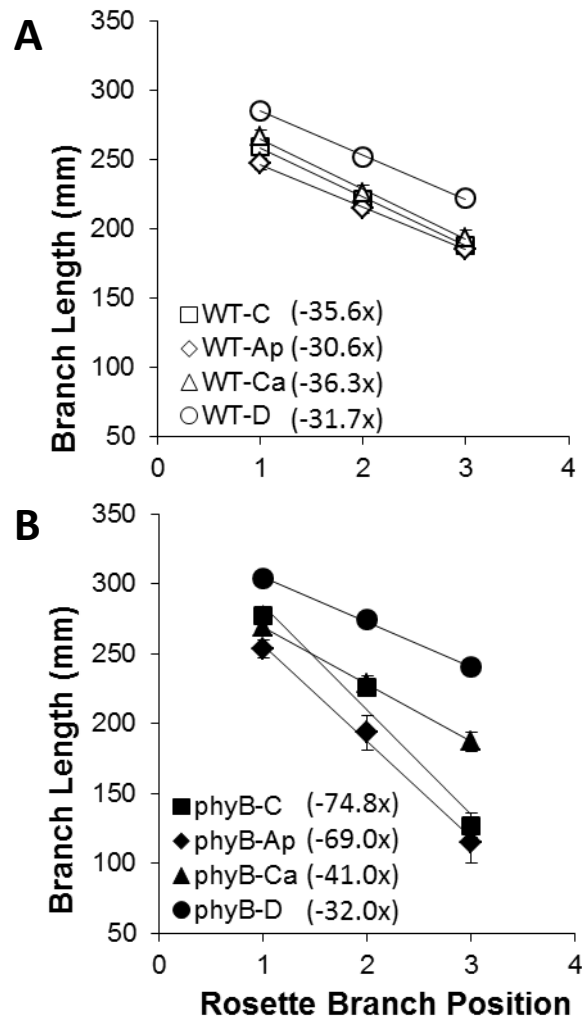 A
Branch Length (mm)
350
300
250
200
150
100
50
WT-C (-35.6x)
WT-Ap (-30.6x)
WT-Ca (-36.3x)
WT-D (-31.7x)
0 1 2 3 4
B
Branch Length (mm)
350
300
250
200
150
100
50
phyB-C (-74.8x)
phyB-Ap (-69.0x)
phyB-Ca (-41.0x)
phyB-D (-32.0x)
0 1 2 3 4
Rosette Branch Position